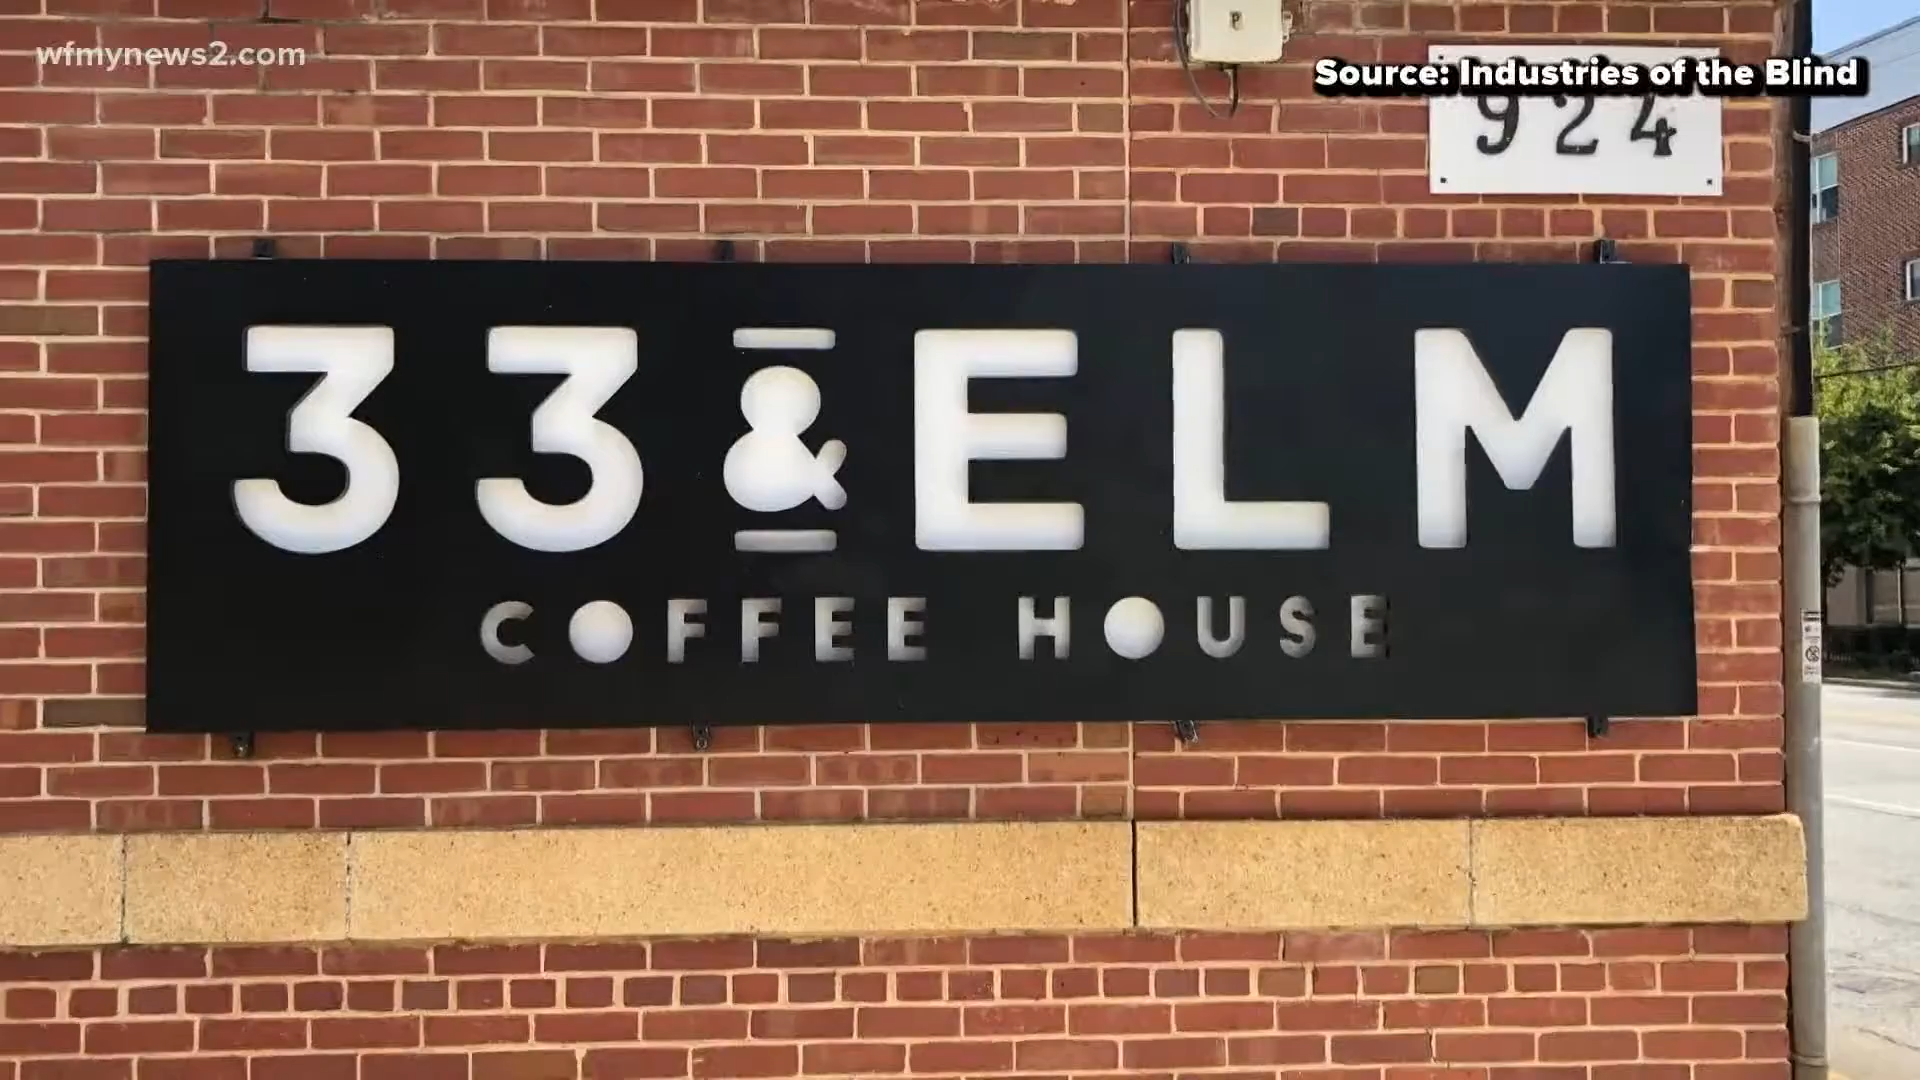 wfmynews2.com
P
Source: Industries of the Blind
924
33 & ELM
COFFEE HOUSE